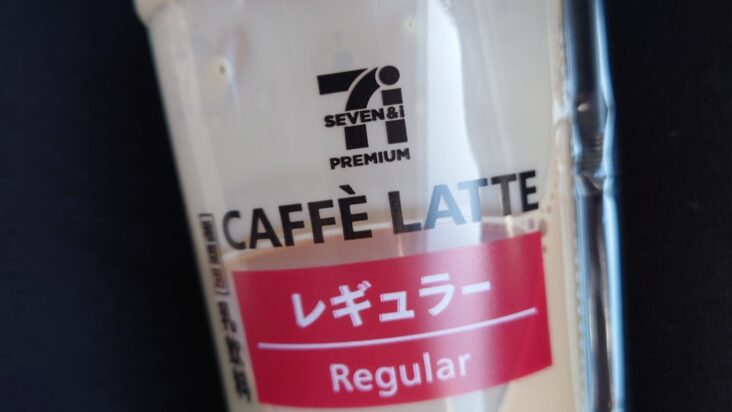 7i
SEVEN&i
PREMIUM
CAFFÈ LATTE
レギュラー
Regular